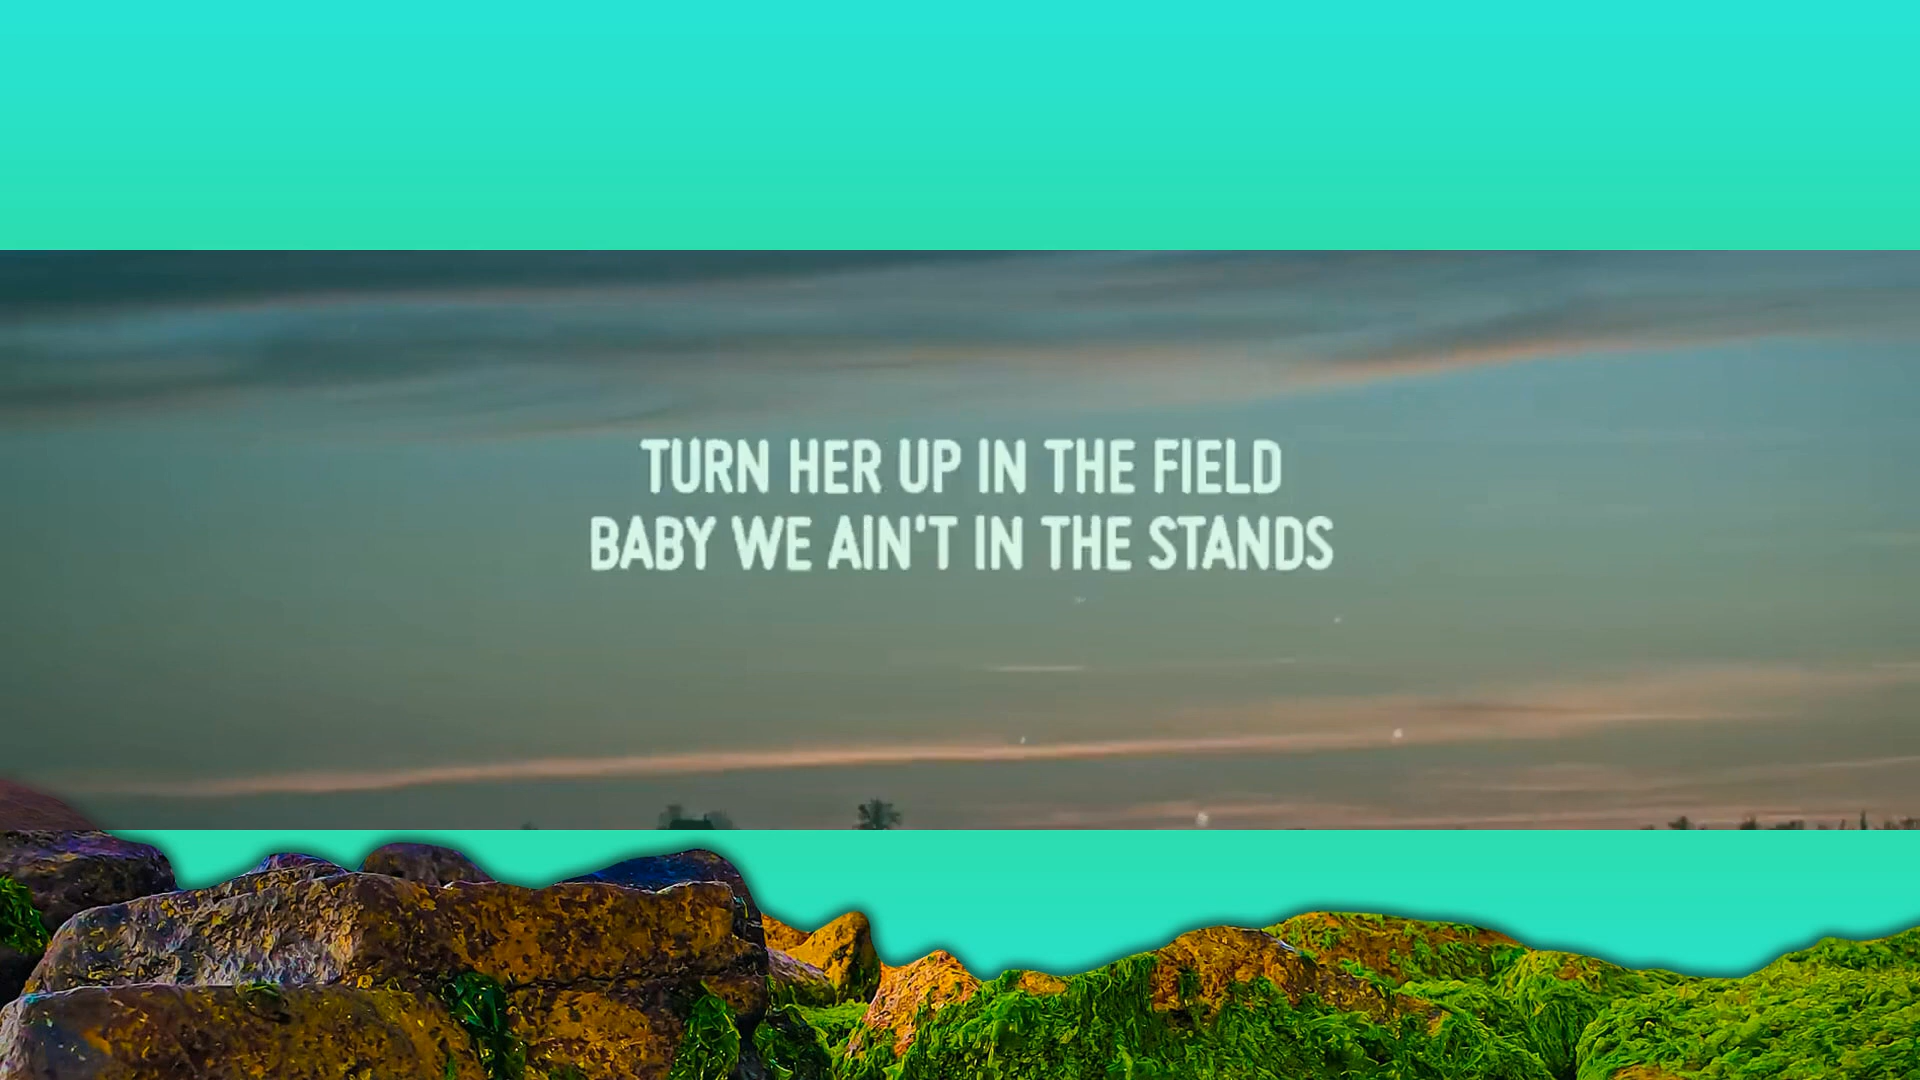 TURN HER UP IN THE FIELD
BABY WE AIN'T IN THE STANDS